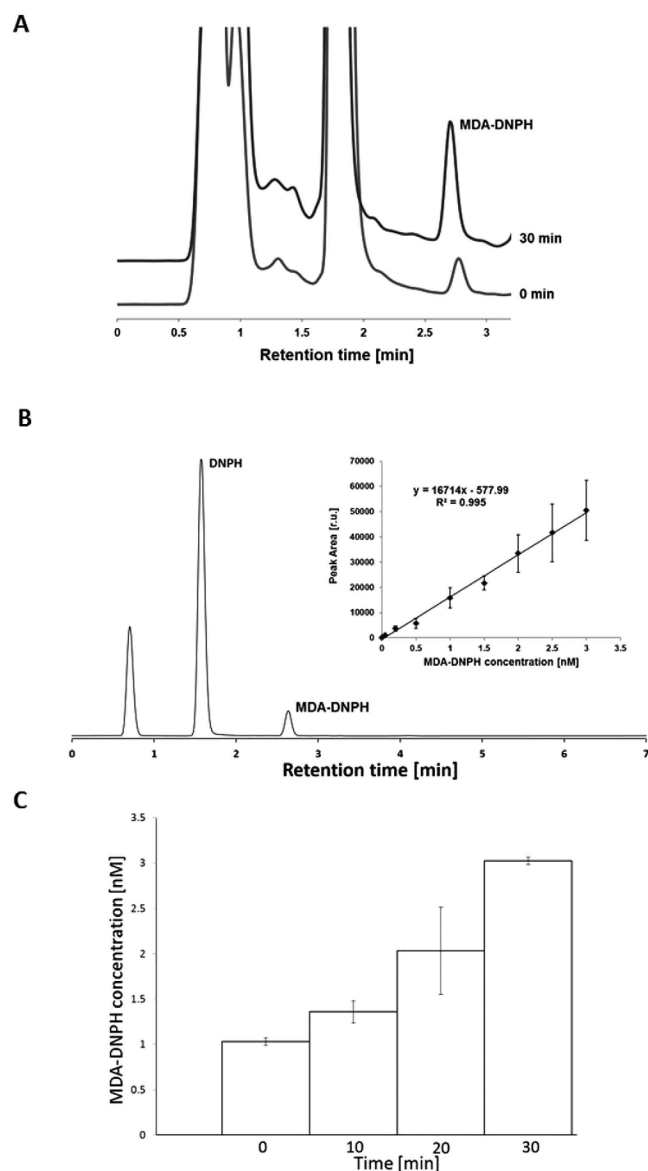 A
MDA-DNPH
30 min
0 min
0 0.5 1 1.5 2 2.5 3
Retention time [min]
B
DNPH
MDA-DNPH
0 1 2 3 4 5 6 7
Retention time [min]
70000
60000
50000
40000
30000
20000
10000
0
Peak Area [r.u.]
y = 16714x - 577.99
R² = 0.995
0 0.5 1 1.5 2 2.5 3 3.5
MDA-DNPH concentration [nM]
C
3.5
3
2.5
2
1.5
1
0.5
0
MDA-DNPH concentration [nM]
0 10 20 30
Time [min]